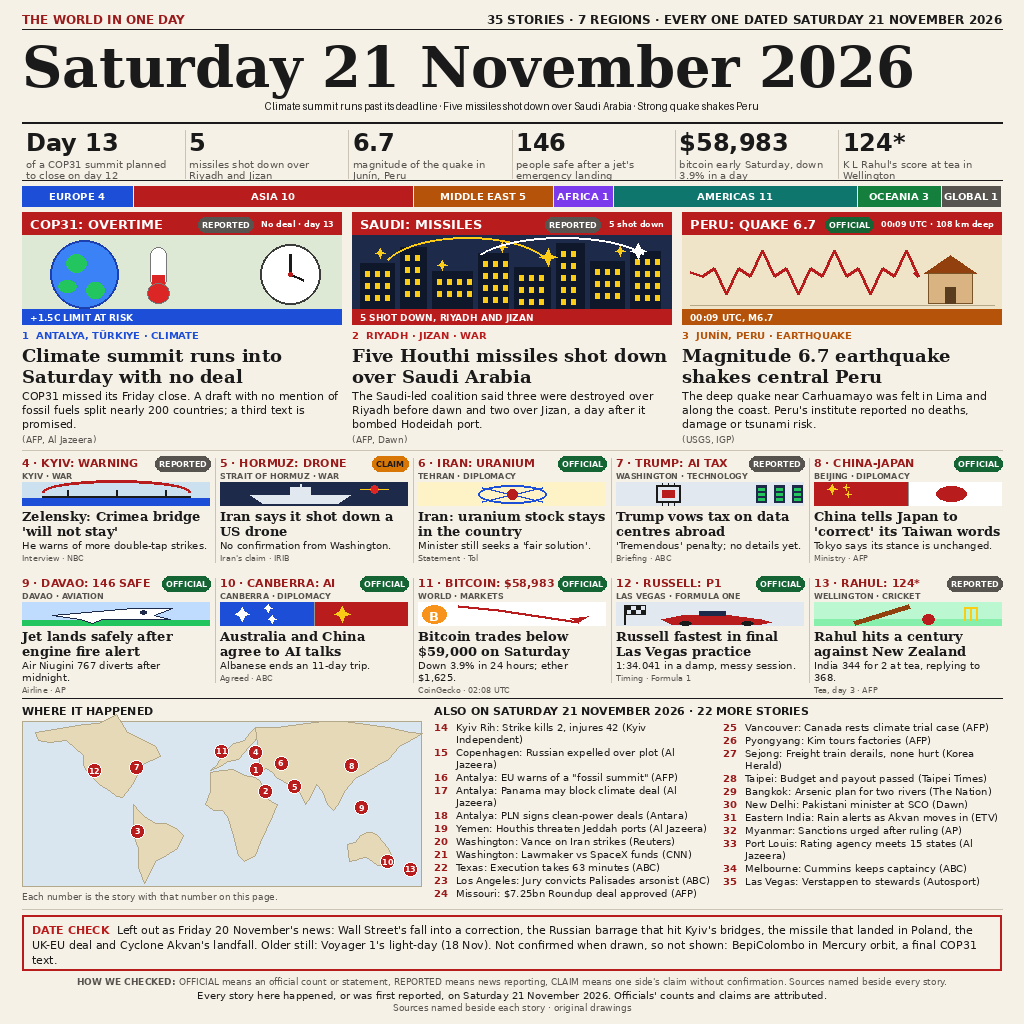 THE WORLD IN ONE DAY
35 STORIES · 7 REGIONS · EVERY ONE DATED SATURDAY 21 NOVEMBER 2026
Saturday 21 November 2026
Climate summit runs past its deadline · Five missiles shot down over Saudi Arabia · Strong quake shakes Peru
Day 13
of a COP31 summit planned
to close on day 12
5
missiles shot down over
Riyadh and Jizan
6.7
magnitude of the quake in
Junín, Peru
146
people safe after a jet's
emergency landing
$58,983
bitcoin early Saturday, down
3.9% in a day
124*
K L Rahul's score at tea in
Wellington
EUROPE 4
ASIA 10
MIDDLE EAST 5
AFRICA 1
AMERICAS 11
OCEANIA 3
GLOBAL 1
COP31: OVERTIME
REPORTED
No deal · day 13
+1.5C LIMIT AT RISK
1 ANTALYA, TÜRKIYE · CLIMATE
Climate summit runs into
Saturday with no deal
COP31 missed its Friday close. A draft with no mention of
fossil fuels split nearly 200 countries; a third text is
promised.
(AFP, Al Jazeera)
SAUDI: MISSILES
REPORTED
5 shot down
5 SHOT DOWN, RIYADH AND JIZAN
2 RIYADH · JIZAN · WAR
Five Houthi missiles shot down
over Saudi Arabia
The Saudi-led coalition said three were destroyed over
Riyadh before dawn and two over Jizan, a day after it
bombed Hodeidah port.
(AFP, Dawn)
PERU: QUAKE 6.7
OFFICIAL
00:09 UTC · 108 km deep
00:09 UTC, M6.7
3 JUNÍN, PERU · EARTHQUAKE
Magnitude 6.7 earthquake
shakes central Peru
The deep quake near Carhuamayo was felt in Lima and
along the coast. Peru's institute reported no deaths,
damage or tsunami risk.
(USGS, IGP)
4 · KYIV: WARNING
REPORTED
KYIV · WAR
Zelensky: Crimea bridge
'will not stay'
He warns of more double-tap strikes.
Interview · NBC
5 · HORMUZ: DRONE
CLAIM
STRAIT OF HORMUZ · WAR
Iran says it shot down a
US drone
No confirmation from Washington.
Iran's claim · IRIB
6 · IRAN: URANIUM
OFFICIAL
TEHRAN · DIPLOMACY
Iran: uranium stock stays
in the country
Minister still seeks a 'fair solution'.
Statement · ToI
7 · TRUMP: AI TAX
REPORTED
WASHINGTON · TECHNOLOGY
Trump vows tax on data
centres abroad
'Tremendous' penalty; no details yet.
Briefing · ABC
8 · CHINA-JAPAN
OFFICIAL
BEIJING · DIPLOMACY
China tells Japan to
'correct' its Taiwan words
Tokyo says its stance is unchanged.
Ministry · AFP
9 · DAVAO: 146 SAFE
OFFICIAL
DAVAO · AVIATION
Jet lands safely after
engine fire alert
Air Niugini 767 diverts after
midnight.
Airline · AP
10 · CANBERRA: AI
OFFICIAL
CANBERRA · DIPLOMACY
Australia and China
agree to AI talks
Albanese ends an 11-day trip.
Agreed · ABC
11 · BITCOIN: $58,983
OFFICIAL
WORLD · MARKETS
B
Bitcoin trades below
$59,000 on Saturday
Down 3.9% in 24 hours; ether
$1,625.
CoinGecko · 02:08 UTC
12 · RUSSELL: P1
OFFICIAL
LAS VEGAS · FORMULA ONE
Russell fastest in final
Las Vegas practice
1:34.041 in a damp, messy session.
Timing · Formula 1
13 · RAHUL: 124*
REPORTED
WELLINGTON · CRICKET
Rahul hits a century
against New Zealand
India 344 for 2 at tea, replying to
368.
Tea, day 3 · AFP
WHERE IT HAPPENED
11
4
12
7
1
6
8
2
5
9
3
10
13
Each number is the story with that number on this page.
ALSO ON SATURDAY 21 NOVEMBER 2026 · 22 MORE STORIES
14 Kyiv Rih: Strike kills 2, injures 42 (Kyiv
Independent)
15 Copenhagen: Russian expelled over plot (Al
Jazeera)
16 Antalya: EU warns of a "fossil summit" (AFP)
17 Antalya: Panama may block climate deal (Al
Jazeera)
18 Antalya: PLN signs clean-power deals (Antara)
19 Yemen: Houthis threaten Jeddah ports (Al Jazeera)
20 Washington: Vance on Iran strikes (Reuters)
21 Washington: Lawmaker vs SpaceX funds (CNN)
22 Texas: Execution takes 63 minutes (ABC)
23 Los Angeles: Jury convicts Palisades arsonist (ABC)
24 Missouri: $7.25bn Roundup deal approved (AFP)
25 Vancouver: Canada rests climate trial case (AFP)
26 Pyongyang: Kim tours factories (AFP)
27 Sejong: Freight train derails, none hurt (Korea
Herald)
28 Taipei: Budget and payout passed (Taipei Times)
29 Bangkok: Arsenic plan for two rivers (The Nation)
30 New Delhi: Pakistani minister at SCO (Dawn)
31 Eastern India: Rain alerts as Akvan moves in (ETV)
32 Myanmar: Sanctions urged after ruling (AP)
33 Port Louis: Rating agency meets 15 states (Al
Jazeera)
34 Melbourne: Cummins keeps captaincy (ABC)
35 Las Vegas: Verstappen to stewards (Autosport)
DATE CHECK Left out as Friday 20 November's news: Wall Street's fall into a correction, the Russian barrage that hit Kyiv's bridges, the missile that landed in Poland, the
UK-EU deal and Cyclone Akvan's landfall. Older still: Voyager 1's light-day (18 Nov). Not confirmed when drawn, so not shown: BepiColombo in Mercury orbit, a final COP31
text.
HOW WE CHECKED: OFFICIAL means an official count or statement, REPORTED means news reporting, CLAIM means one side's claim without confirmation. Sources named beside every story.
Every story here happened, or was first reported, on Saturday 21 November 2026. Officials' counts and claims are attributed.
Sources named beside each story · original drawings